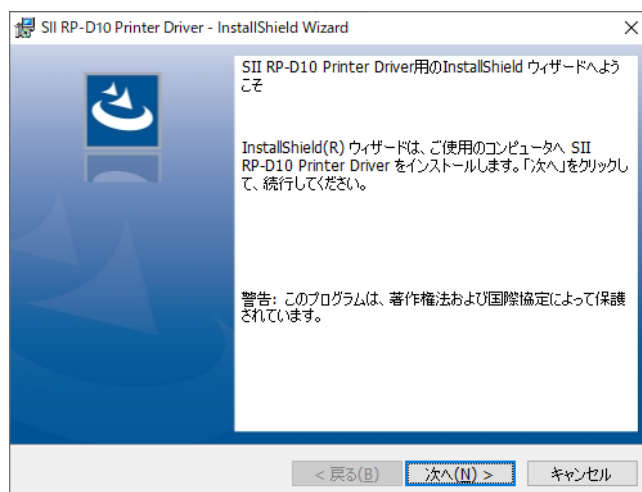 SII RP-D10 Printer Driver - InstallShield Wizard
SII RP-D10 Printer Driver用のInstallShield ウィザードへよう
こそ
InstallShield(R) ウィザードは、ご使用のコンピュータへ SII
RP-D10 Printer Driver をインストールします。「次へ」をクリックし
て、続行してください。
警告: このプログラムは、著作権法および国際協定によって保護
されています。
< 戻る(B)
次へ(N) >
キャンセル